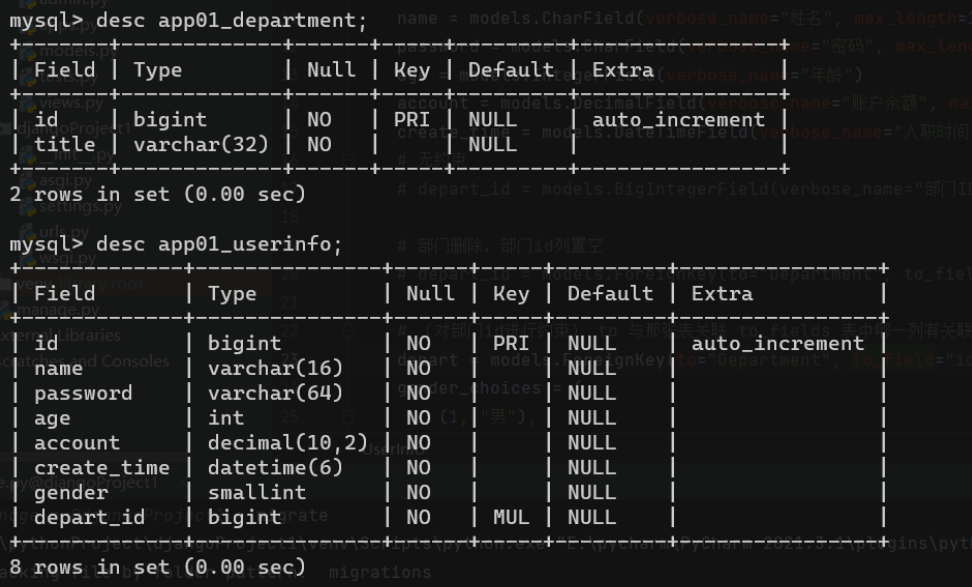 mysql> desc app01_department;
+-------+-------------+------+-----+---------+----------------+
| Field | Type        | Null | Key | Default | Extra          |
+-------+-------------+------+-----+---------+----------------+
| id    | bigint      | NO   | PRI | NULL    | auto_increment |
| title | varchar(32) | NO   |     | NULL    |                |
+-------+-------------+------+-----+---------+----------------+
2 rows in set (0.00 sec)
mysql> desc app01_userinfo;
+-------------+---------------+------+-----+---------+----------------+
| Field       | Type          | Null | Key | Default | Extra          |
+-------------+---------------+------+-----+---------+----------------+
| id          | bigint        | NO   | PRI | NULL    | auto_increment |
| name        | varchar(16)   | NO   |     | NULL    |                |
| password    | varchar(64)   | NO   |     | NULL    |                |
| age         | int           | NO   |     | NULL    |                |
| account     | decimal(10,2) | NO   |     | NULL    |                |
| create_time | datetime(6)   | NO   |     | NULL    |                |
| gender      | smallint      | NO   |     | NULL    |                |
| depart_id   | bigint        | NO   | MUL | NULL    |                |
+-------------+---------------+------+-----+---------+----------------+
8 rows in set (0.00 sec)